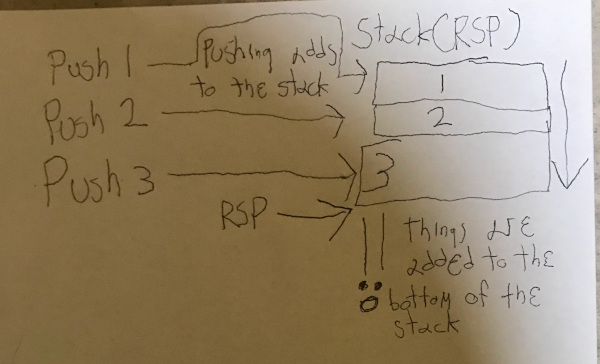 Stack(RSP)
Push 1
Pushing adds
to the stack
1
Push 2
2
Push 3
3
RSP
things are
added to the
bottom of the
stack